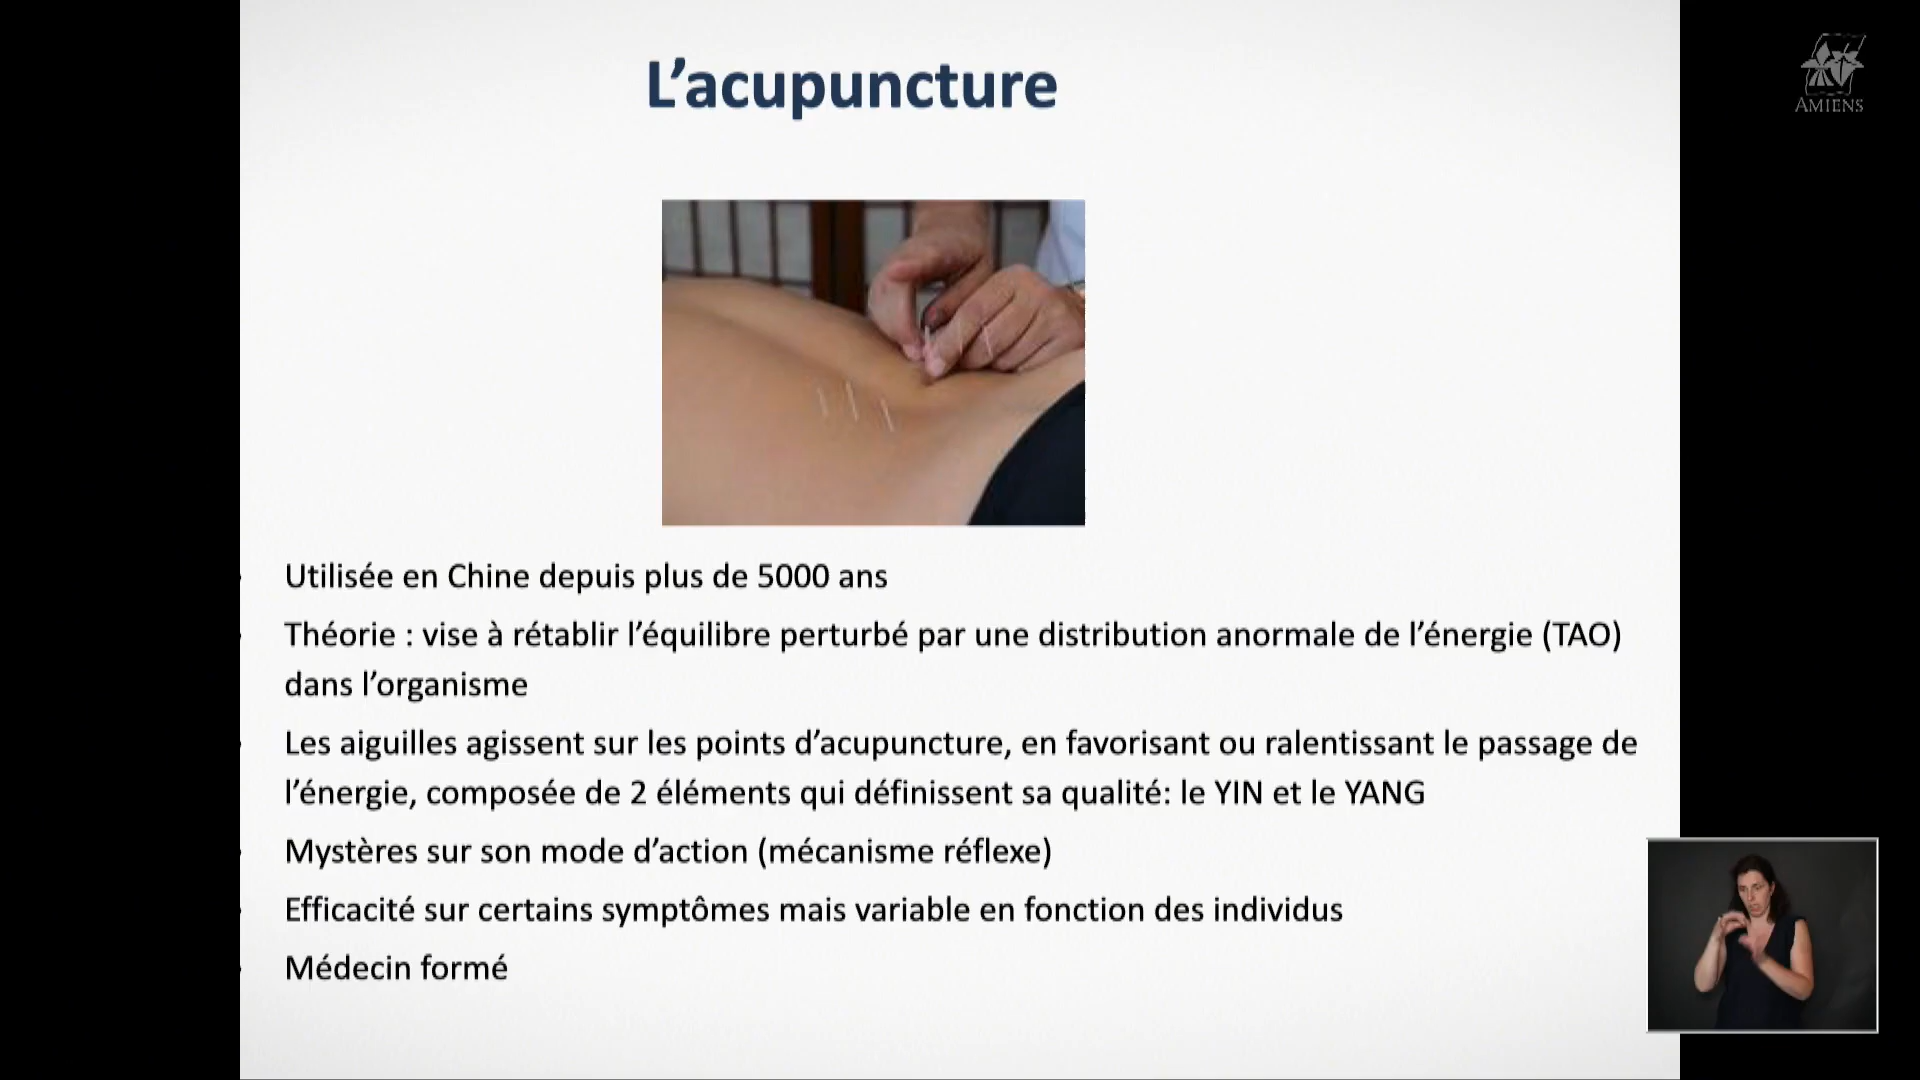 L’acupuncture
AMIENS
Utilisée en Chine depuis plus de 5000 ans
Théorie : vise à rétablir l’équilibre perturbé par une distribution anormale de l’énergie (TAO)
dans l’organisme
Les aiguilles agissent sur les points d’acupuncture, en favorisant ou ralentissant le passage de
l’énergie, composée de 2 éléments qui définissent sa qualité: le YIN et le YANG
Mystères sur son mode d’action (mécanisme réflexe)
Efficacité sur certains symptômes mais variable en fonction des individus
Médecin formé